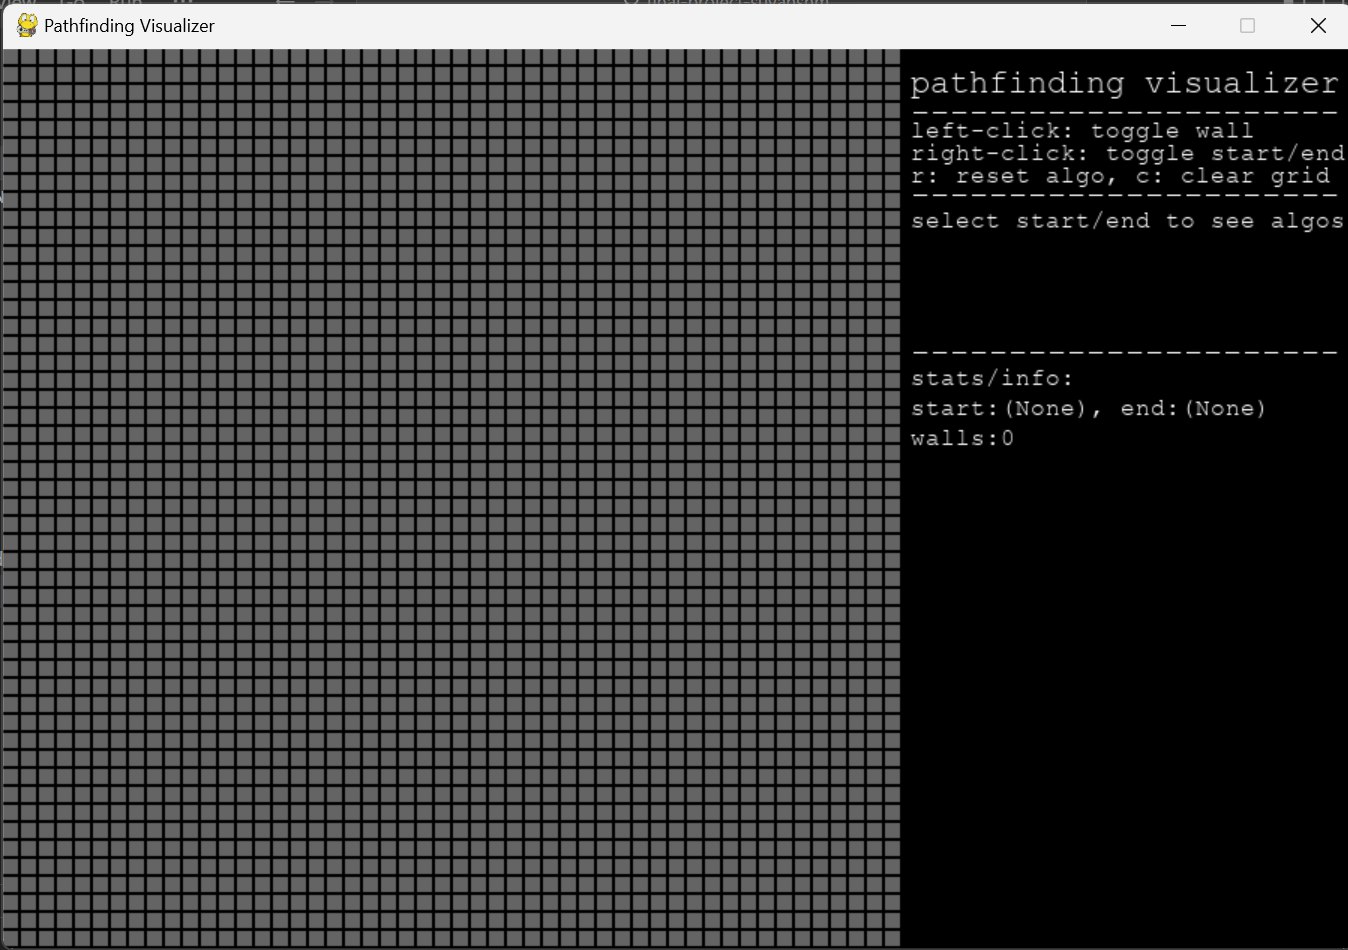 Pathfinding Visualizer
pathfinding visualizer
----------------------
left-click: toggle wall
right-click: toggle start/end
r: reset algo, c: clear grid
----------------------
select start/end to see algos
----------------------
stats/info:
start:(None), end:(None)
walls:0